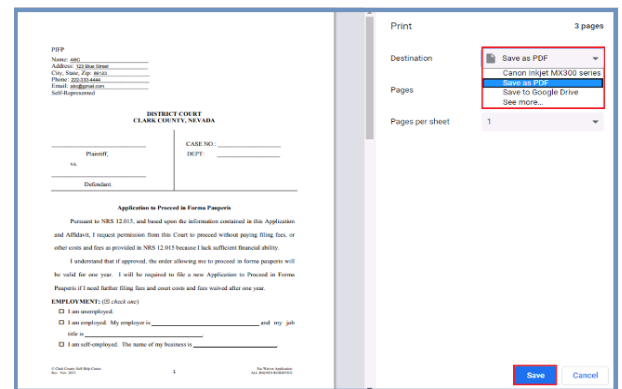 PIFP
Name: ABC
Address: 123 Blue Street
City, State, Zip: 89123
Phone: 222-333-4444
Email: abc@gmail.com
Self-Represented
DISTRICT COURT
CLARK COUNTY, NEVADA
Plaintiff,
vs.
Defendant.
CASE NO.:
DEPT:
Application to Proceed in Forma Pauperis
Pursuant to NRS 12.015, and based upon the information contained in this Application
and Affidavit, I request permission from this Court to proceed without paying filing fees, or
other costs and fees as provided in NRS 12.015 because I lack sufficient financial ability.
I understand that if approved, the order allowing me to proceed in forma pauperis will
be valid for one year. I will be required to file a new Application to Proceed in Forma
Pauperis if I need further filing fees and court costs and fees waived after one year.
EMPLOYMENT: (☒ check one)
☐ I am unemployed.
☐ I am employed. My employer is and my job
title is .
☐ I am self-employed. The name of my business is .
© Clark County Self-Help Center
1
Fee Waiver Application
Print 3 pages
Destination Save as PDF
Canon Inkjet MX300 series
Save as PDF
Save to Google Drive
See more...
Pages
Pages per sheet 1
Save Cancel